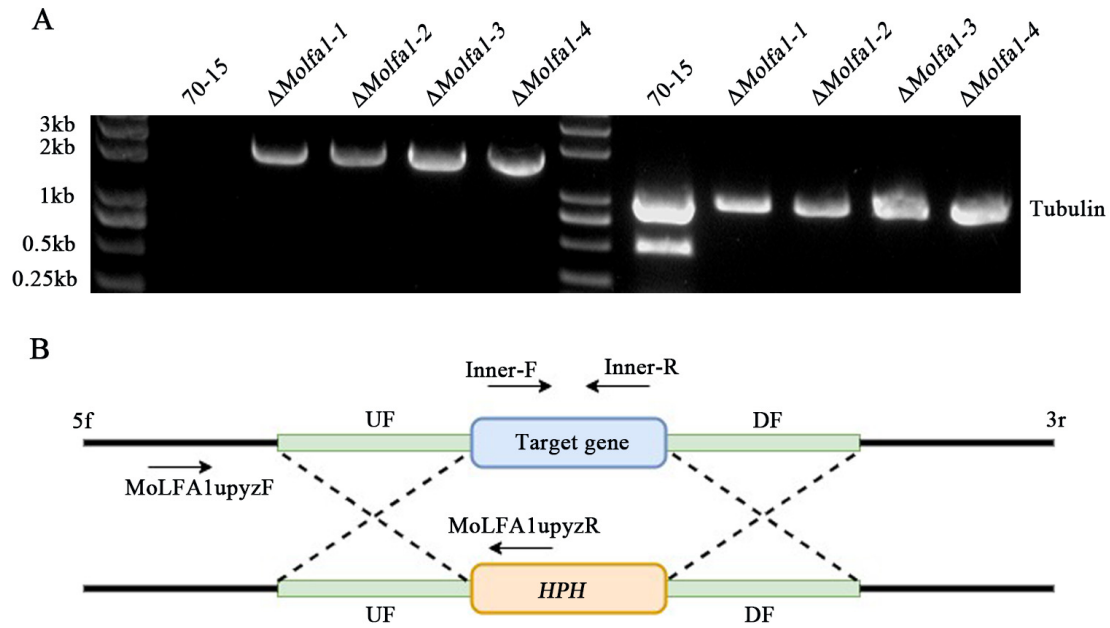 A
70-15
ΔMolfa1-1
ΔMolfa1-2
ΔMolfa1-3
ΔMolfa1-4
70-15
ΔMolfa1-1
ΔMolfa1-2
ΔMolfa1-3
ΔMolfa1-4
3kb
2kb
1kb
0.5kb
0.25kb
Tubulin
B
Inner-F
Inner-R
5f
UF
Target gene
DF
3r
MoLFA1upyzF
MoLFA1upyzR
HPH
UF
DF